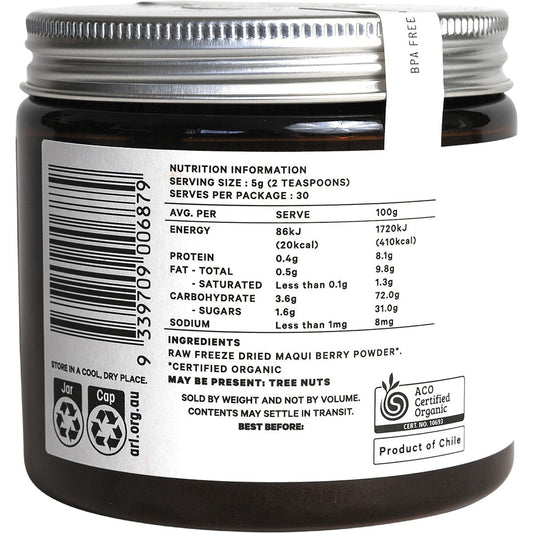 BPA FREE
NUTRITION INFORMATION
SERVING SIZE : 5g (2 TEASPOONS)
SERVES PER PACKAGE : 30
AVG. PER SERVE 100g
ENERGY 86kJ 1720kJ
(20kcal) (410kcal)
PROTEIN 0.4g 8.1g
FAT - TOTAL 0.5g 9.8g
- SATURATED Less than 0.1g 1.3g
CARBOHYDRATE 3.6g 72.0g
- SUGARS 1.6g 31.0g
SODIUM Less than 1mg 8mg
INGREDIENTS
RAW FREEZE DRIED MAQUI BERRY POWDER*.
*CERTIFIED ORGANIC
MAY BE PRESENT: TREE NUTS
SOLD BY WEIGHT AND NOT BY VOLUME.
CONTENTS MAY SETTLE IN TRANSIT.
BEST BEFORE:
9 339709 006879
STORE IN A COOL, DRY PLACE.
Jar
Cap
arl.org.au
ACO
Certified
Organic
CERT. NO. 10693
Product of Chile